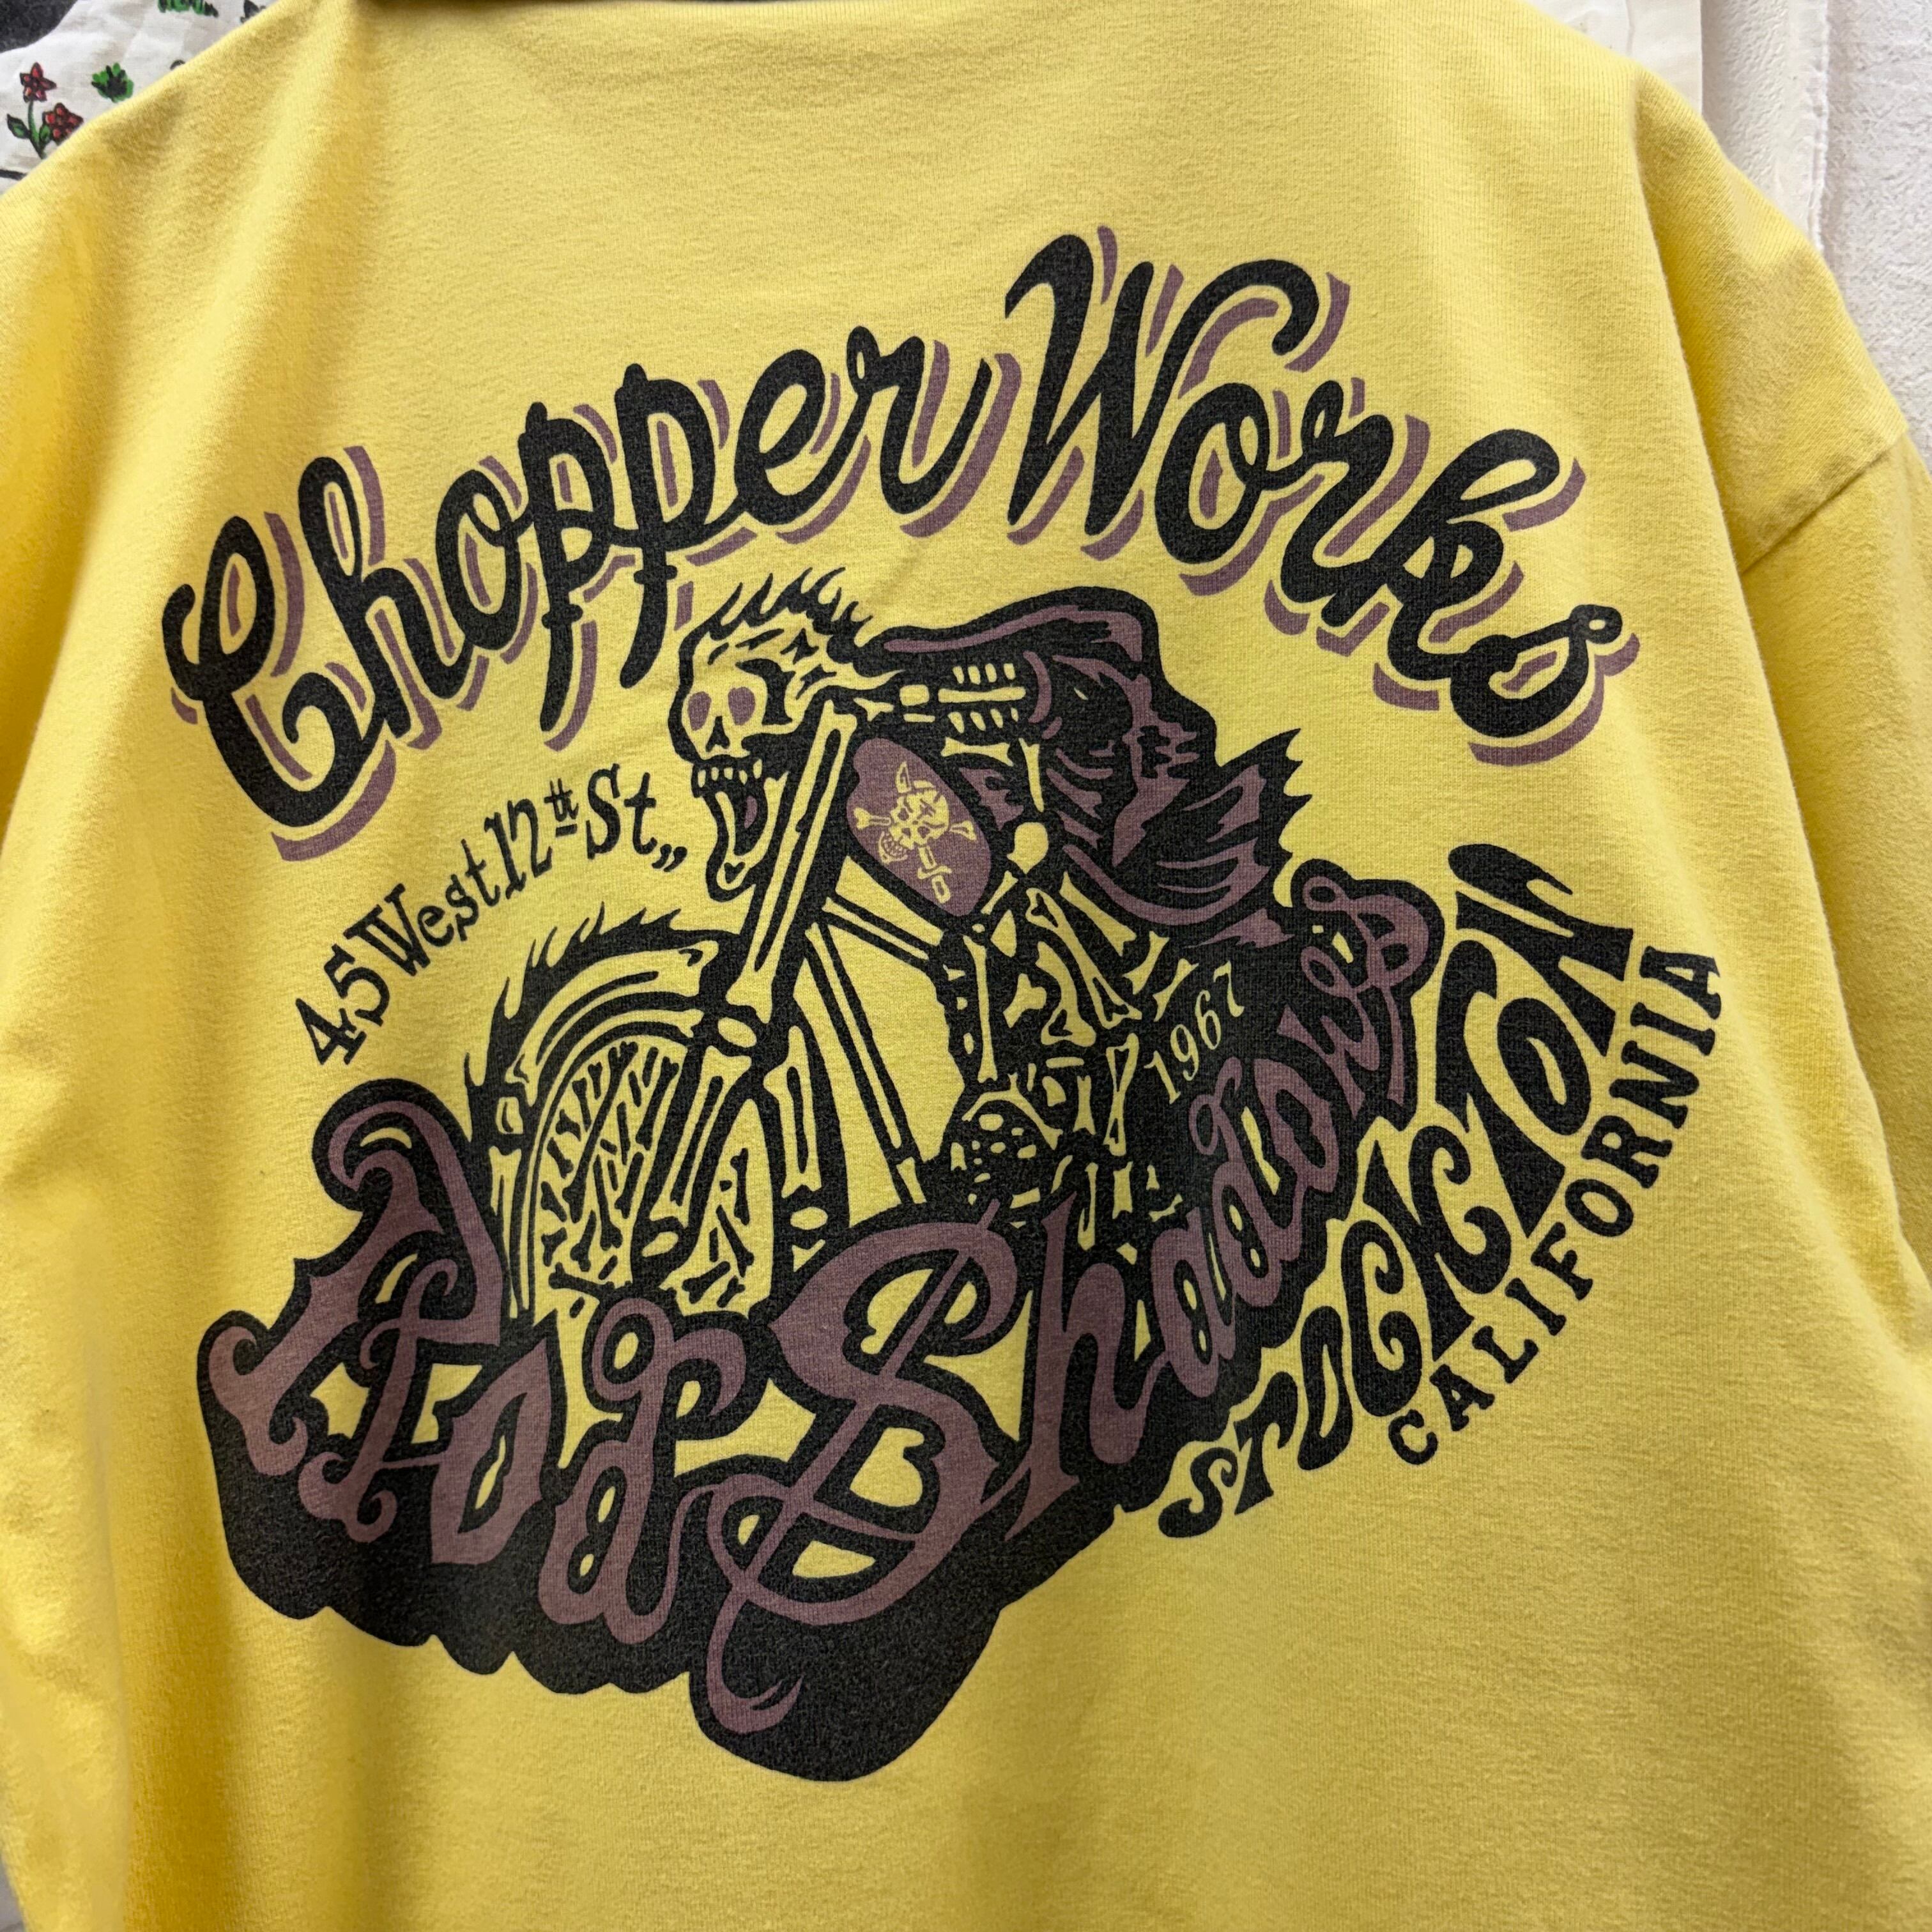 Chopper Works
45 West 12th St,,
1967
Rod Shadows
STOCKTON
CALIFORNIA